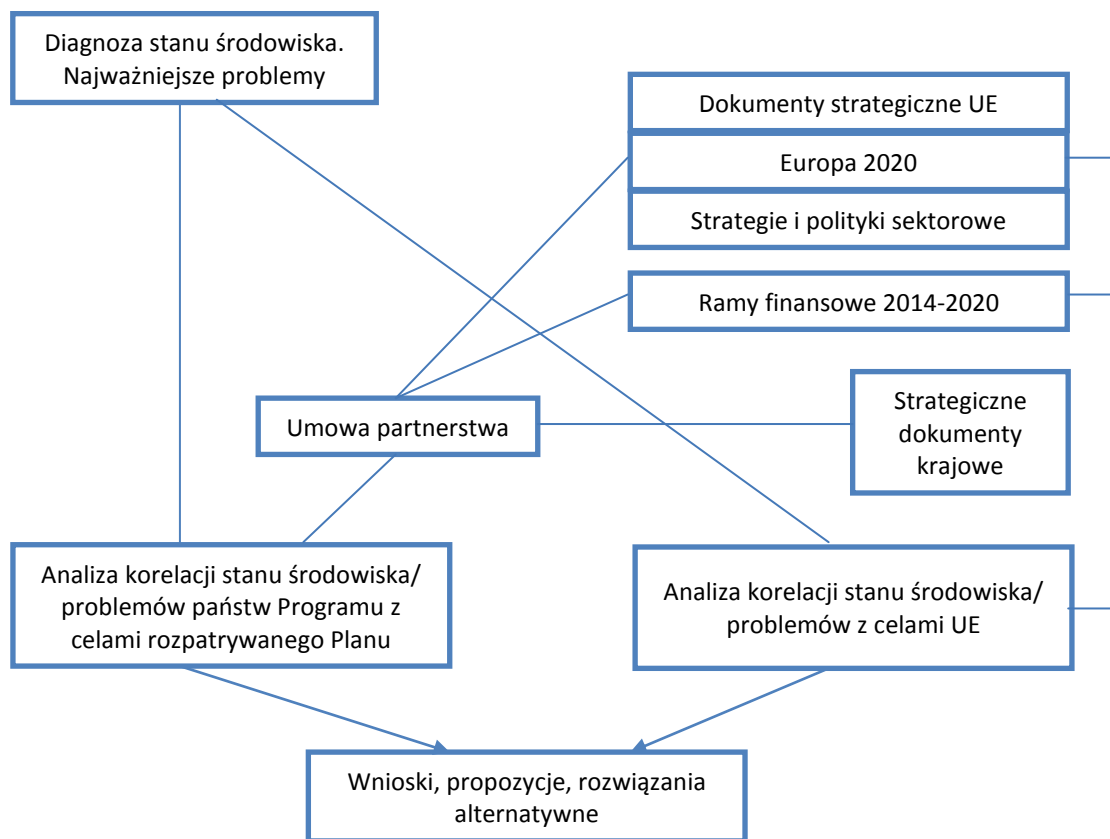 Diagnoza stanu środowiska.
Najważniejsze problemy
Dokumenty strategiczne UE
Europa 2020
Strategie i polityki sektorowe
Ramy finansowe 2014-2020
Umowa partnerstwa
Strategiczne
dokumenty
krajowe
Analiza korelacji stanu środowiska/
problemów państw Programu z
celami rozpatrywanego Planu
Analiza korelacji stanu środowiska/
problemów z celami UE
Wnioski, propozycje, rozwiązania
alternatywne